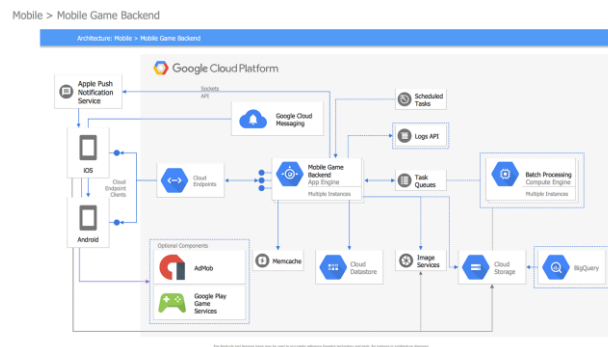 Mobile > Mobile Game Backend
Architecture: Mobile > Mobile Game Backend
Google Cloud Platform
Apple Push
Notification
Service
Sockets
API
Scheduled
Tasks
Google Cloud
Messaging
Logs API
iOS
Cloud
Endpoints
Mobile Game
Backend
App Engine
Multiple Instances
Task
Queues
Batch Processing
Compute Engine
Multiple Instances
Cloud
Endpoint
Clients
Android
Optional Components
AdMob
Google Play
Game
Services
Memcache
Cloud
Datastore
Image
Services
Cloud
Storage
BigQuery